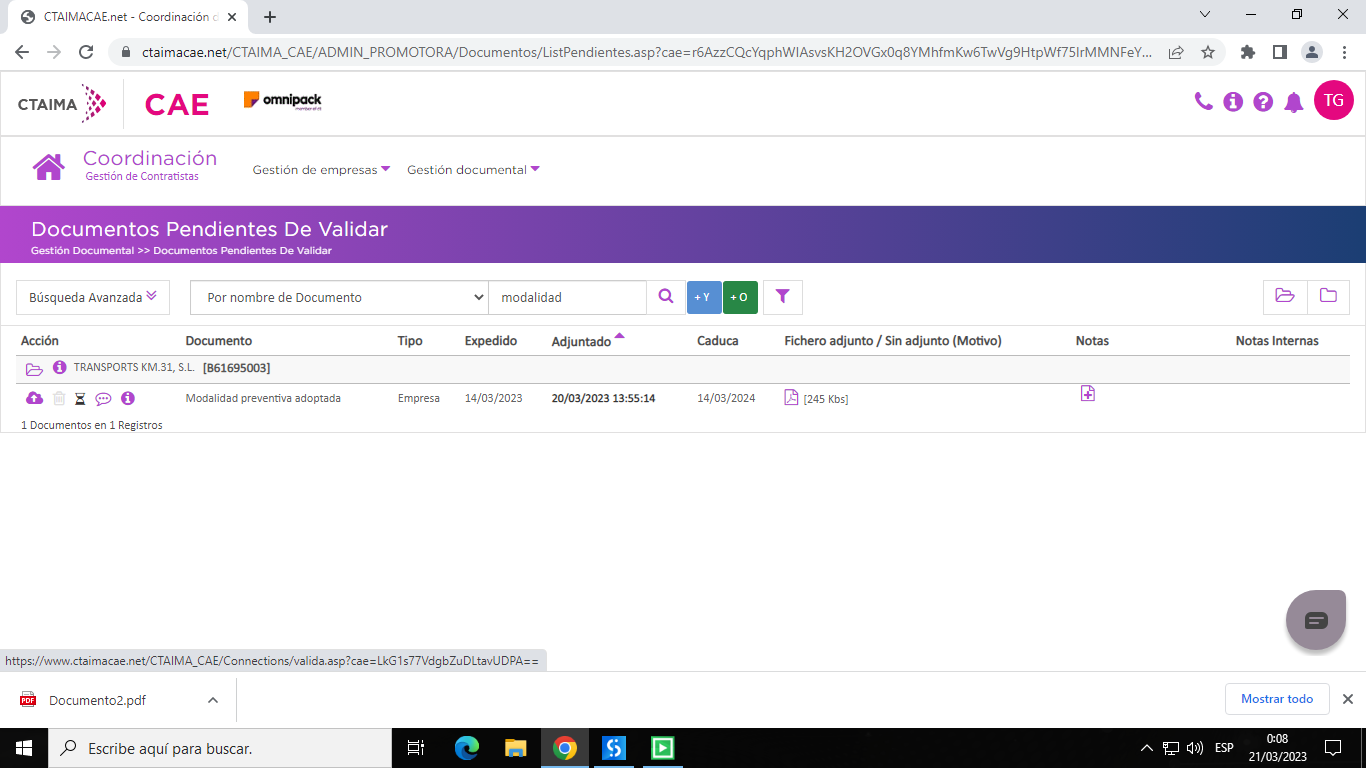 CTAIMACAE.net - Coordinación d
ctaimacae.net/CTAIMA_CAE/ADMIN_PROMOTORA/Documentos/ListPendientes.asp?cae=r6AzzCQcYqphWIAsvsKH2OVGx0q8YMhfmKw6TwVg9HtpWf75IrMMNFeY...
CTAIMA CAE omnipack TG
Coordinación
Gestión de Contratistas
Gestión de empresas Gestión documental
Documentos Pendientes De Validar
Gestión Documental >> Documentos Pendientes De Validar
Búsqueda Avanzada Por nombre de Documento modalidad + Y + O
Acción Documento Tipo Expedido Adjuntado Caduca Fichero adjunto / Sin adjunto (Motivo) Notas Notas Internas
TRANSPORTS KM.31, S.L. [B61695003]
Modalidad preventiva adoptada Empresa 14/03/2023 20/03/2023 13:55:14 14/03/2024 [245 Kbs]
1 Documentos en 1 Registros
https://www.ctaimacae.net/CTAIMA_CAE/Connections/valida.asp?cae=LkG1s77VdgbZuDLtavUDPA==
PDF Documento2.pdf Mostrar todo
Escribe aquí para buscar. ESP 0:08
21/03/2023